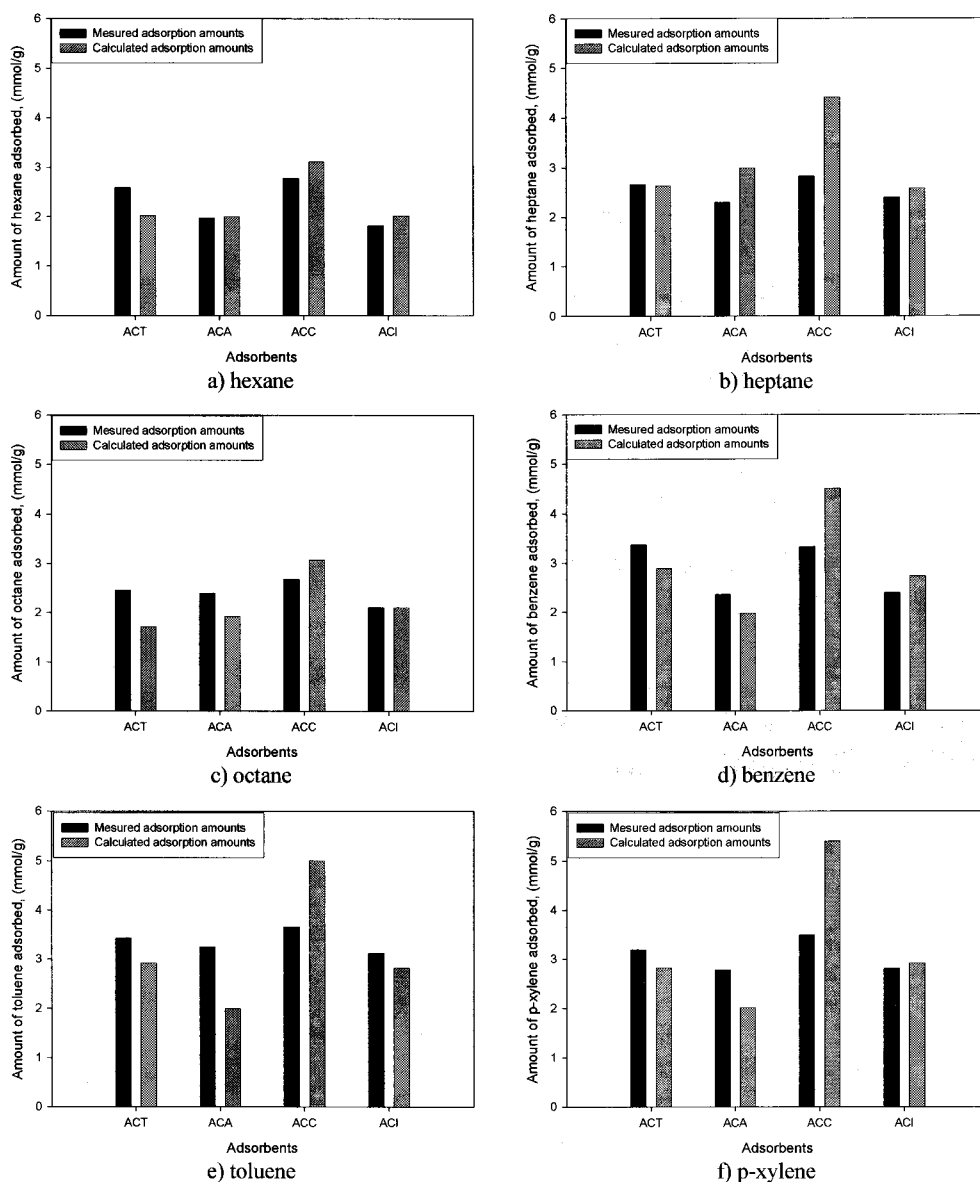 Amount of hexane adsorbed, (mmol/g)
6
5
4
3
2
1
0
Mesured adsorption amounts
Calculated adsorption amounts
ACT ACA ACC ACI
Adsorbents
a) hexane
Amount of heptane adsorbed, (mmol/g)
6
5
4
3
2
1
0
Mesured adsorption amounts
Calculated adsorption amounts
ACT ACA ACC ACI
Adsorbents
b) heptane
Amount of octane adsorbed, (mmol/g)
6
5
4
3
2
1
0
Mesured adsorption amounts
Calculated adsorption amounts
ACT ACA ACC ACI
Adsorbents
c) octane
Amount of benzene adsorbed, (mmol/g)
6
5
4
3
2
1
0
Mesured adsorption amounts
Calculated adsorption amounts
ACT ACA ACC ACI
Adsorbents
d) benzene
Amount of toluene adsorbed, (mmol/g)
6
5
4
3
2
1
0
Mesured adsorption amounts
Calculated adsorption amounts
ACT ACA ACC ACI
Adsorbents
e) toluene
Amount of p-xylene adsorbed, (mmol/g)
6
5
4
3
2
1
0
Mesured adsorption amounts
Calculated adsorption amounts
ACT ACA ACC ACI
Adsorbents
f) p-xylene